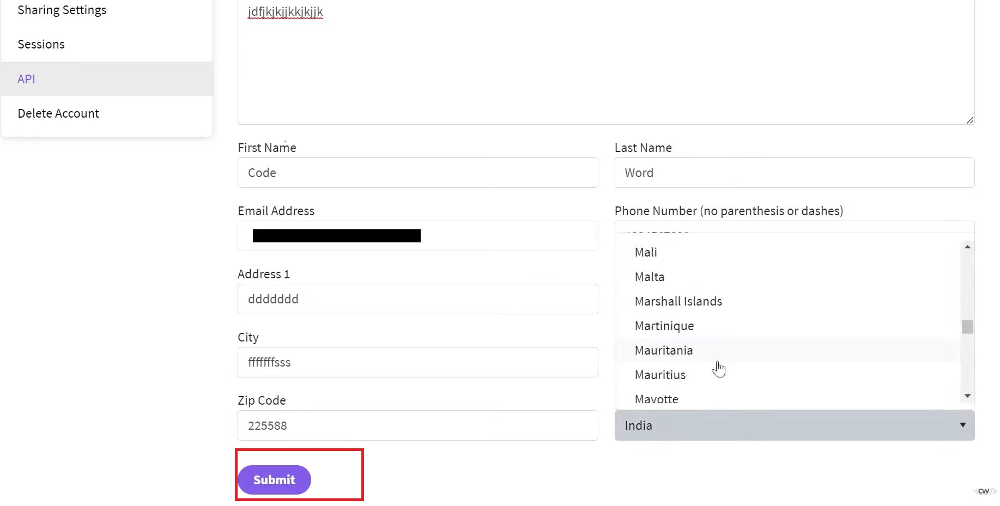 Sharing Settings
Sessions
API
Delete Account
jdfjkjkjjkkjkjjk
First Name
Last Name
Code
Word
Email Address
Phone Number (no parenthesis or dashes)
Mali
Malta
Marshall Islands
Martinique
Mauritania
Mauritius
Mayotte
Address 1
ddddddd
City
fffffffsss
Zip Code
225588
India
Submit
<CW/>